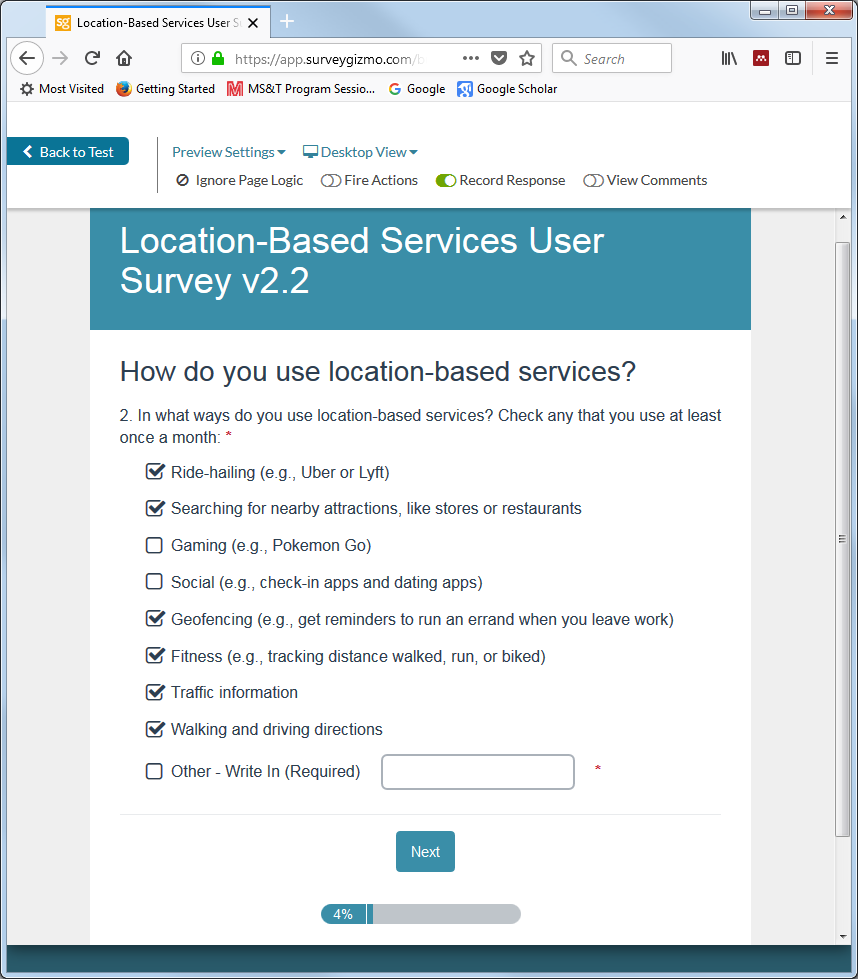 Location-Based Services User S
https://app.surveygizmo.com/b
Search
Most Visited Getting Started MS&T Program Sessio... Google Google Scholar
Back to Test
Preview Settings Desktop View
Ignore Page Logic Fire Actions Record Response View Comments
Location-Based Services User
Survey v2.2
How do you use location-based services?
2. In what ways do you use location-based services? Check any that you use at least
once a month: *
Ride-hailing (e.g., Uber or Lyft)
Searching for nearby attractions, like stores or restaurants
Gaming (e.g., Pokemon Go)
Social (e.g., check-in apps and dating apps)
Geofencing (e.g., get reminders to run an errand when you leave work)
Fitness (e.g., tracking distance walked, run, or biked)
Traffic information
Walking and driving directions
Other - Write In (Required) *
Next
4%